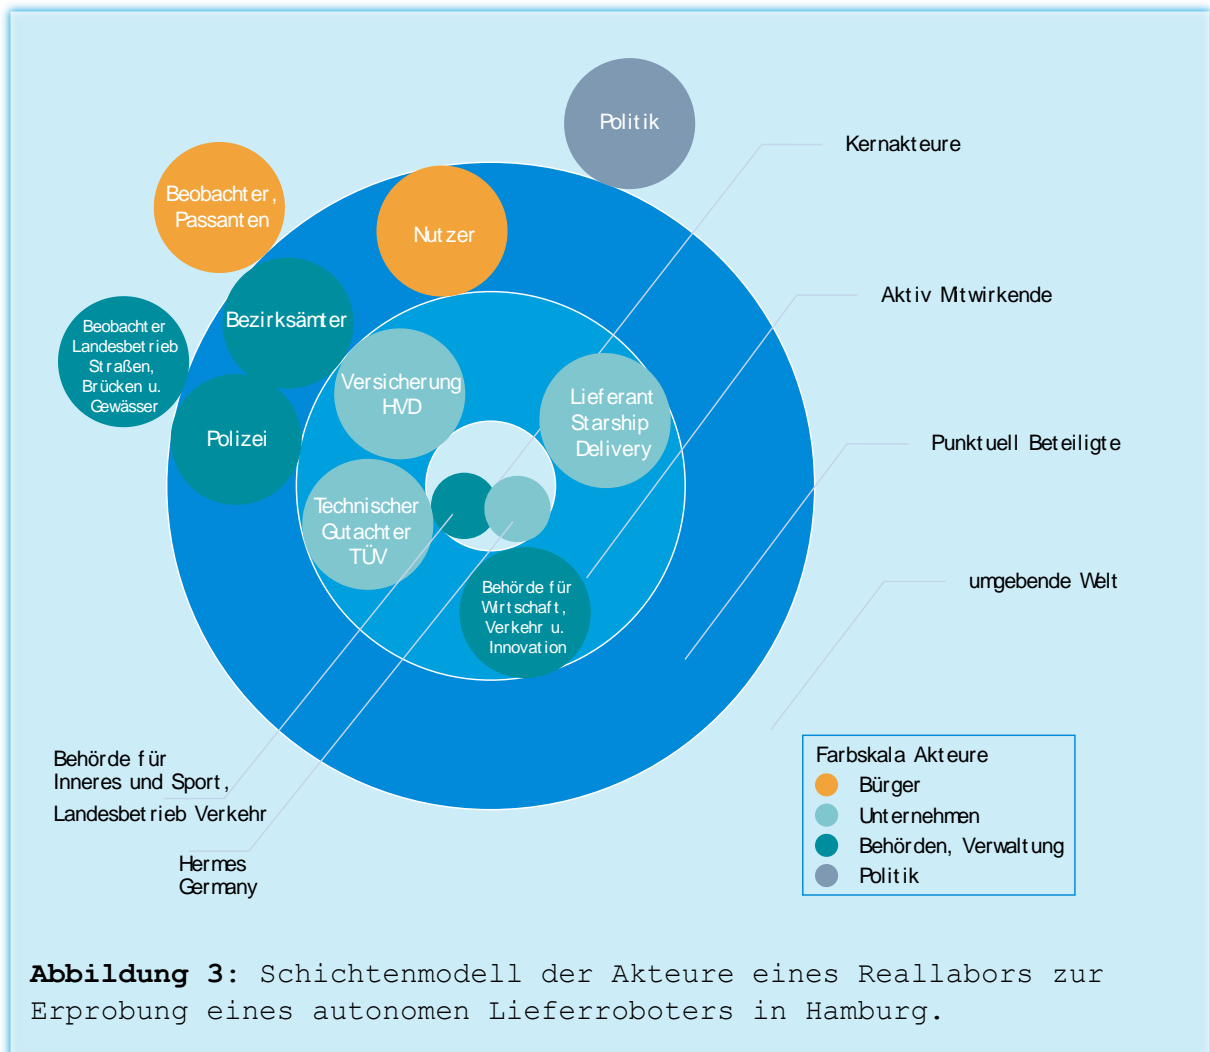 Politik
Kernakteure
Beobachter,
Passanten
Nutzer
Aktiv Mitwirkende
Bezirksämter
Beobachter
Landesbetrieb
Straßen,
Brücken u.
Gewässer
Versicherung
HVD
Lieferant
Starship
Delivery
Polizei
Punktuell Beteiligte
Technischer
Gutachter
TÜV
Behörde für
Wirtschaft,
Verkehr u.
Innovation
umgebende Welt
Behörde für
Inneres und Sport,
Landesbetrieb Verkehr
Hermes
Germany
Farbskala Akteure
Bürger
Unternehmen
Behörden, Verwaltung
Politik
Abbildung 3: Schichtenmodell der Akteure eines Reallabors zur
Erprobung eines autonomen Lieferroboters in Hamburg.